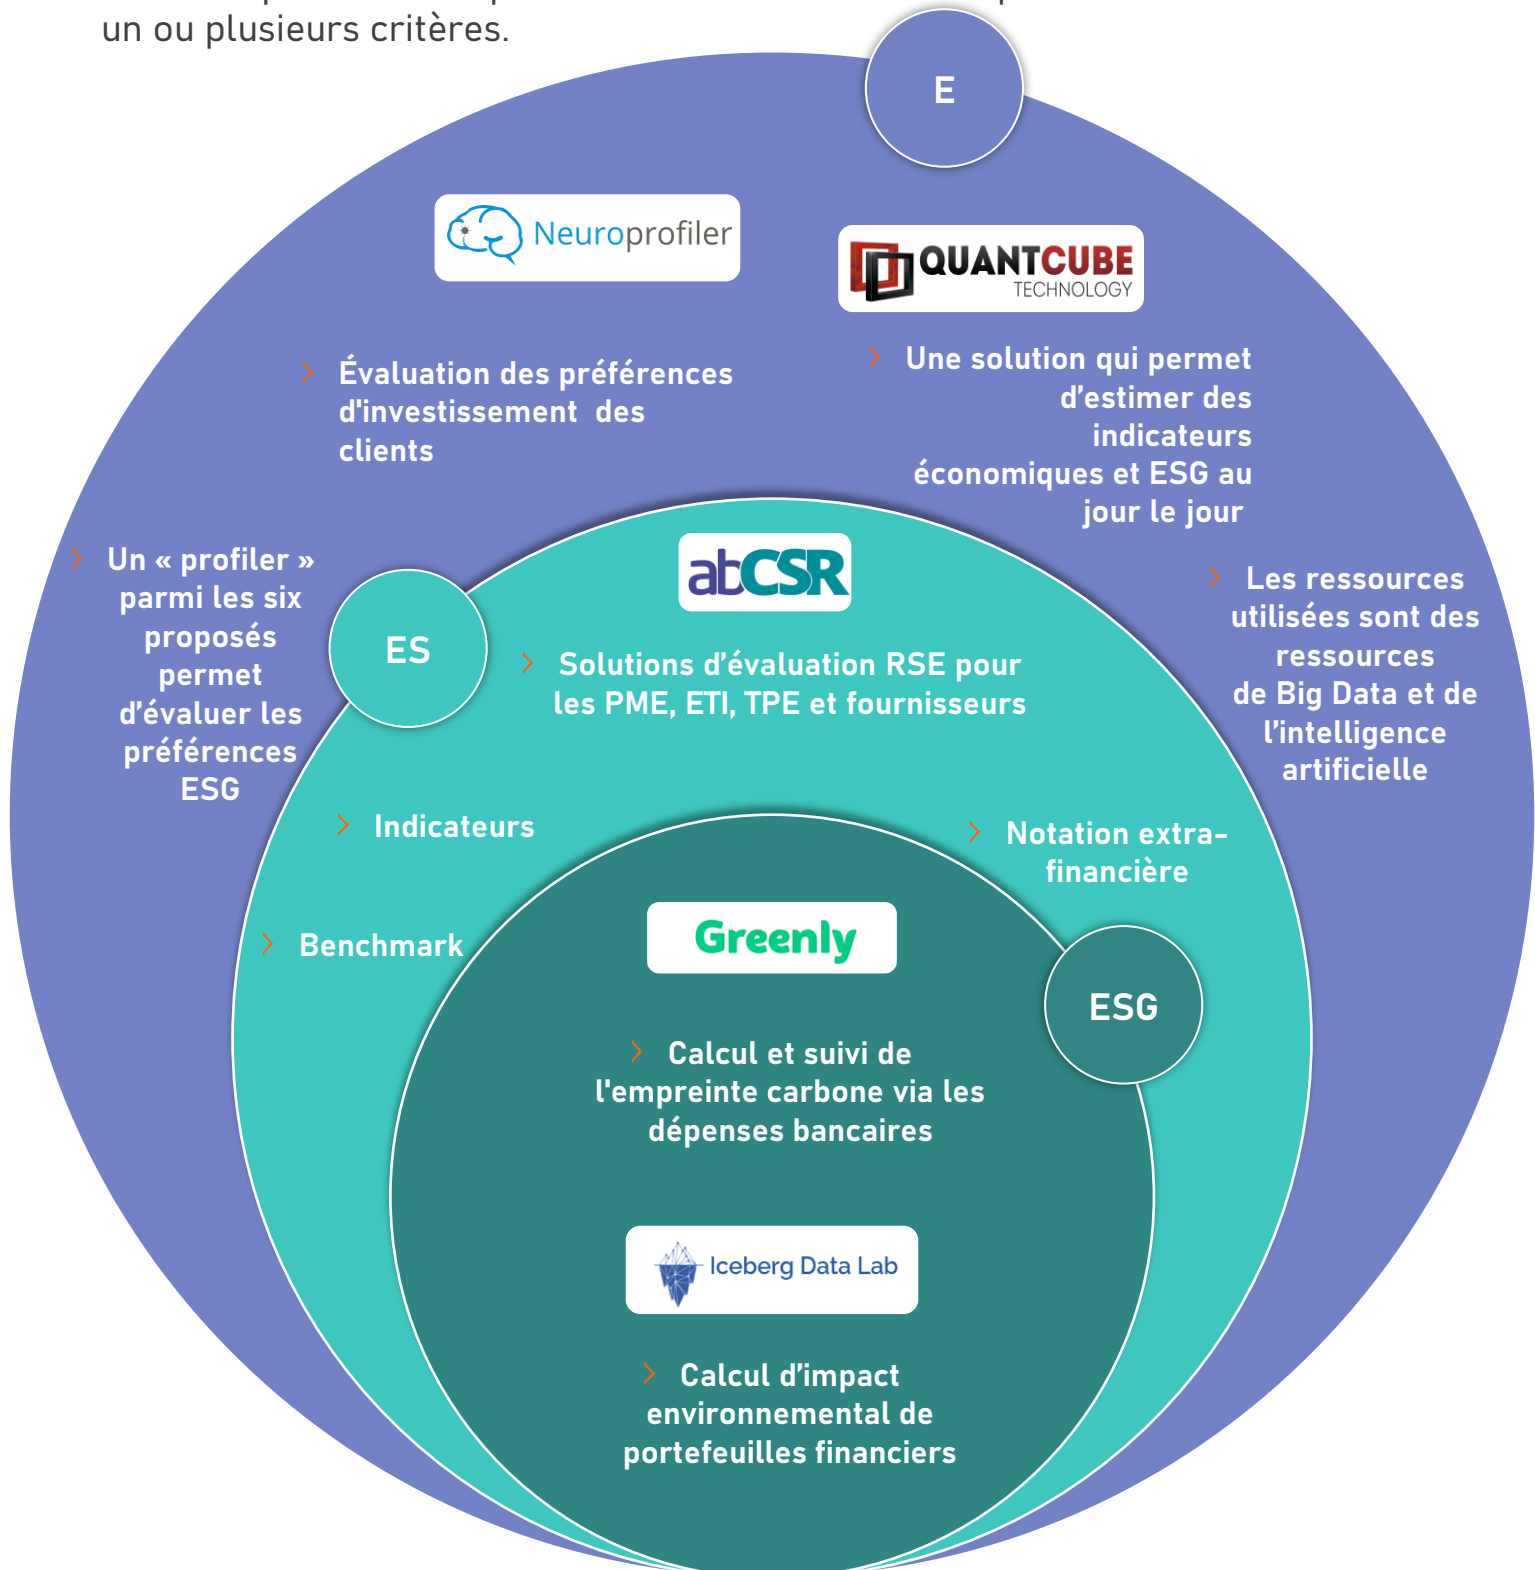 un ou plusieurs critères.
E
Neuroprofiler
QUANTCUBE
TECHNOLOGY
Évaluation des préférences
d'investissement des
clients
Une solution qui permet
d’estimer des
indicateurs
économiques et ESG au
jour le jour
Un « profiler »
parmi les six
proposés
permet
d’évaluer les
préférences
ESG
ES
abCSR
Solutions d’évaluation RSE pour
les PME, ETI, TPE et fournisseurs
Les ressources
utilisées sont des
ressources
de Big Data et de
l’intelligence
artificielle
Indicateurs
Benchmark
Notation extra-
financière
Greenly
ESG
Calcul et suivi de
l'empreinte carbone via les
dépenses bancaires
Iceberg Data Lab
Calcul d’impact
environnemental de
portefeuilles financiers